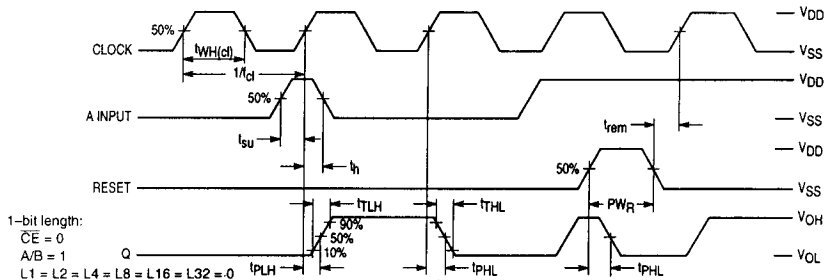 VDD
50%
CLOCK
tWH(cl)
VSS
1/fcl
VDD
50%
A INPUT
trem
VSS
tsu
VDD
th
50%
RESET
VSS
tTLH
tTHL
PWR
VOH
1–bit length:
90%
CE = 0
50%
A/B = 1
Q
10%
VOL
L1 = L2 = L4 = L8 = L16 = L32 = 0
tPLH
tPHL
tPHL